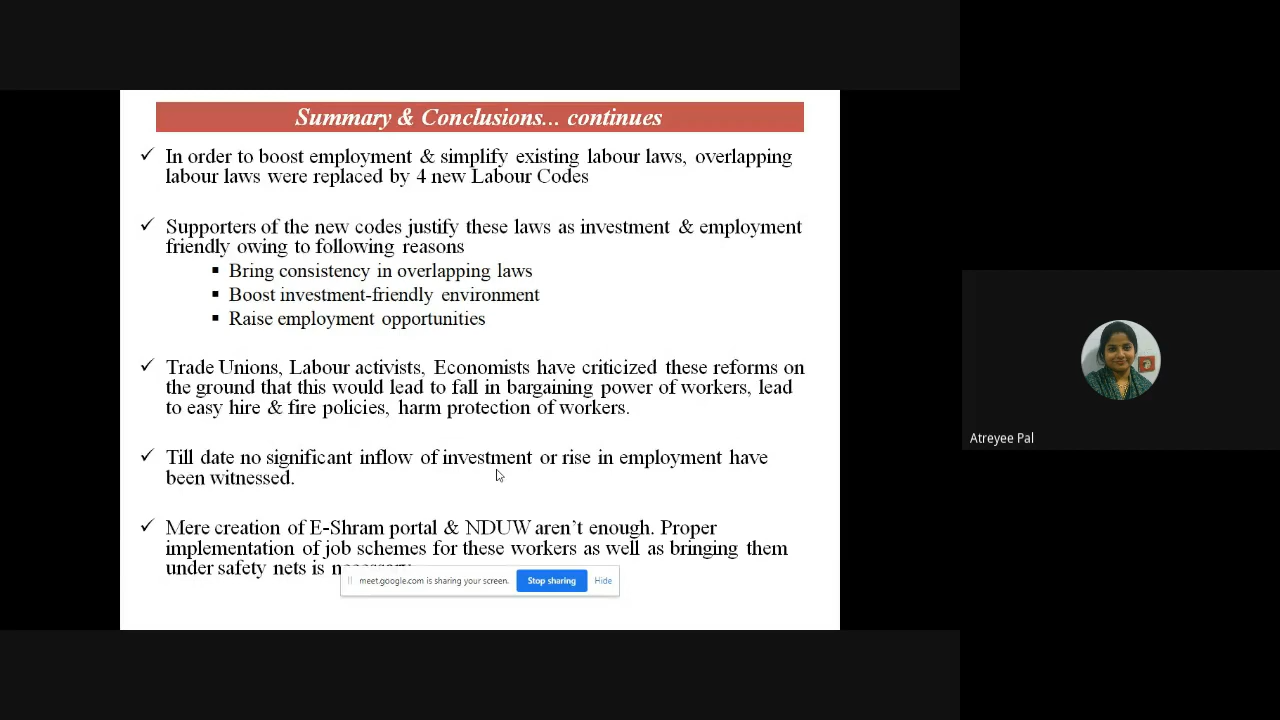 Summary & Conclusions... continues
✓ In order to boost employment & simplify existing labour laws, overlapping
labour laws were replaced by 4 new Labour Codes
✓ Supporters of the new codes justify these laws as investment & employment
friendly owing to following reasons
▪ Bring consistency in overlapping laws
▪ Boost investment-friendly environment
▪ Raise employment opportunities
✓ Trade Unions, Labour activists, Economists have criticized these reforms on
the ground that this would lead to fall in bargaining power of workers, lead
to easy hire & fire policies, harm protection of workers.
✓ Till date no significant inflow of investment or rise in employment have
been witnessed.
✓ Mere creation of E-Shram portal & NDUW aren't enough. Proper
implementation of job schemes for these workers as well as bringing them
under safety nets is
meet.google.com is sharing your screen. Stop sharing Hide
Atreyee Pal